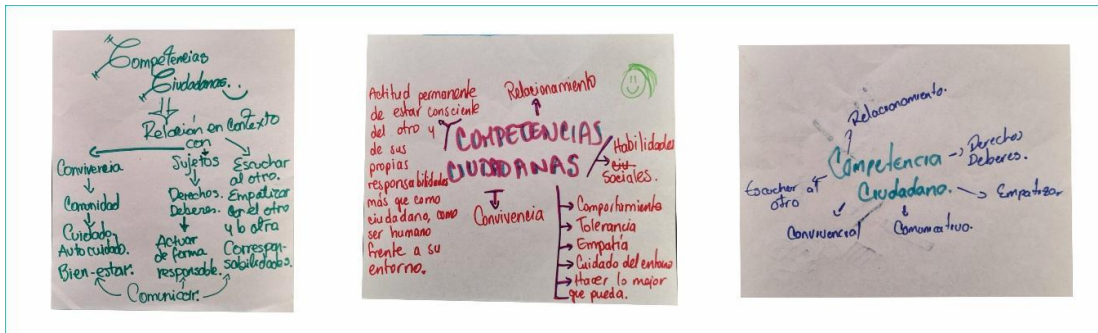 Competencias
Ciudadanas...
Relación en contexto
con
Convivencia
Comunidad
Cuidado,
Autocuidado.
Bien-estar.
Sujetos
Derechos.
Deberes.
Actuar
de forma
responsable.
Escuchar
al otro.
Empatizar
con el otro
y la otra
Correspon-
sabilidades.
Comunicar.
Actitud permanente
de estar consciente
del otro y
de sus
propias
responsabilidades
más que como
ciudadano, como
ser humano
frente a su
entorno.
Relacionamiento
COMPETENCIAS
CIUDADANAS
Habilidades
Sociales.
Convivencia
Comportamiento
Tolerancia
Empatía
Cuidado del entorno
Hacer lo mejor
que pueda.
Relacionamiento.
Competencia
Ciudadano.
Derechos
Deberes.
Empatizar
Escuchar al
otro
Convivencia